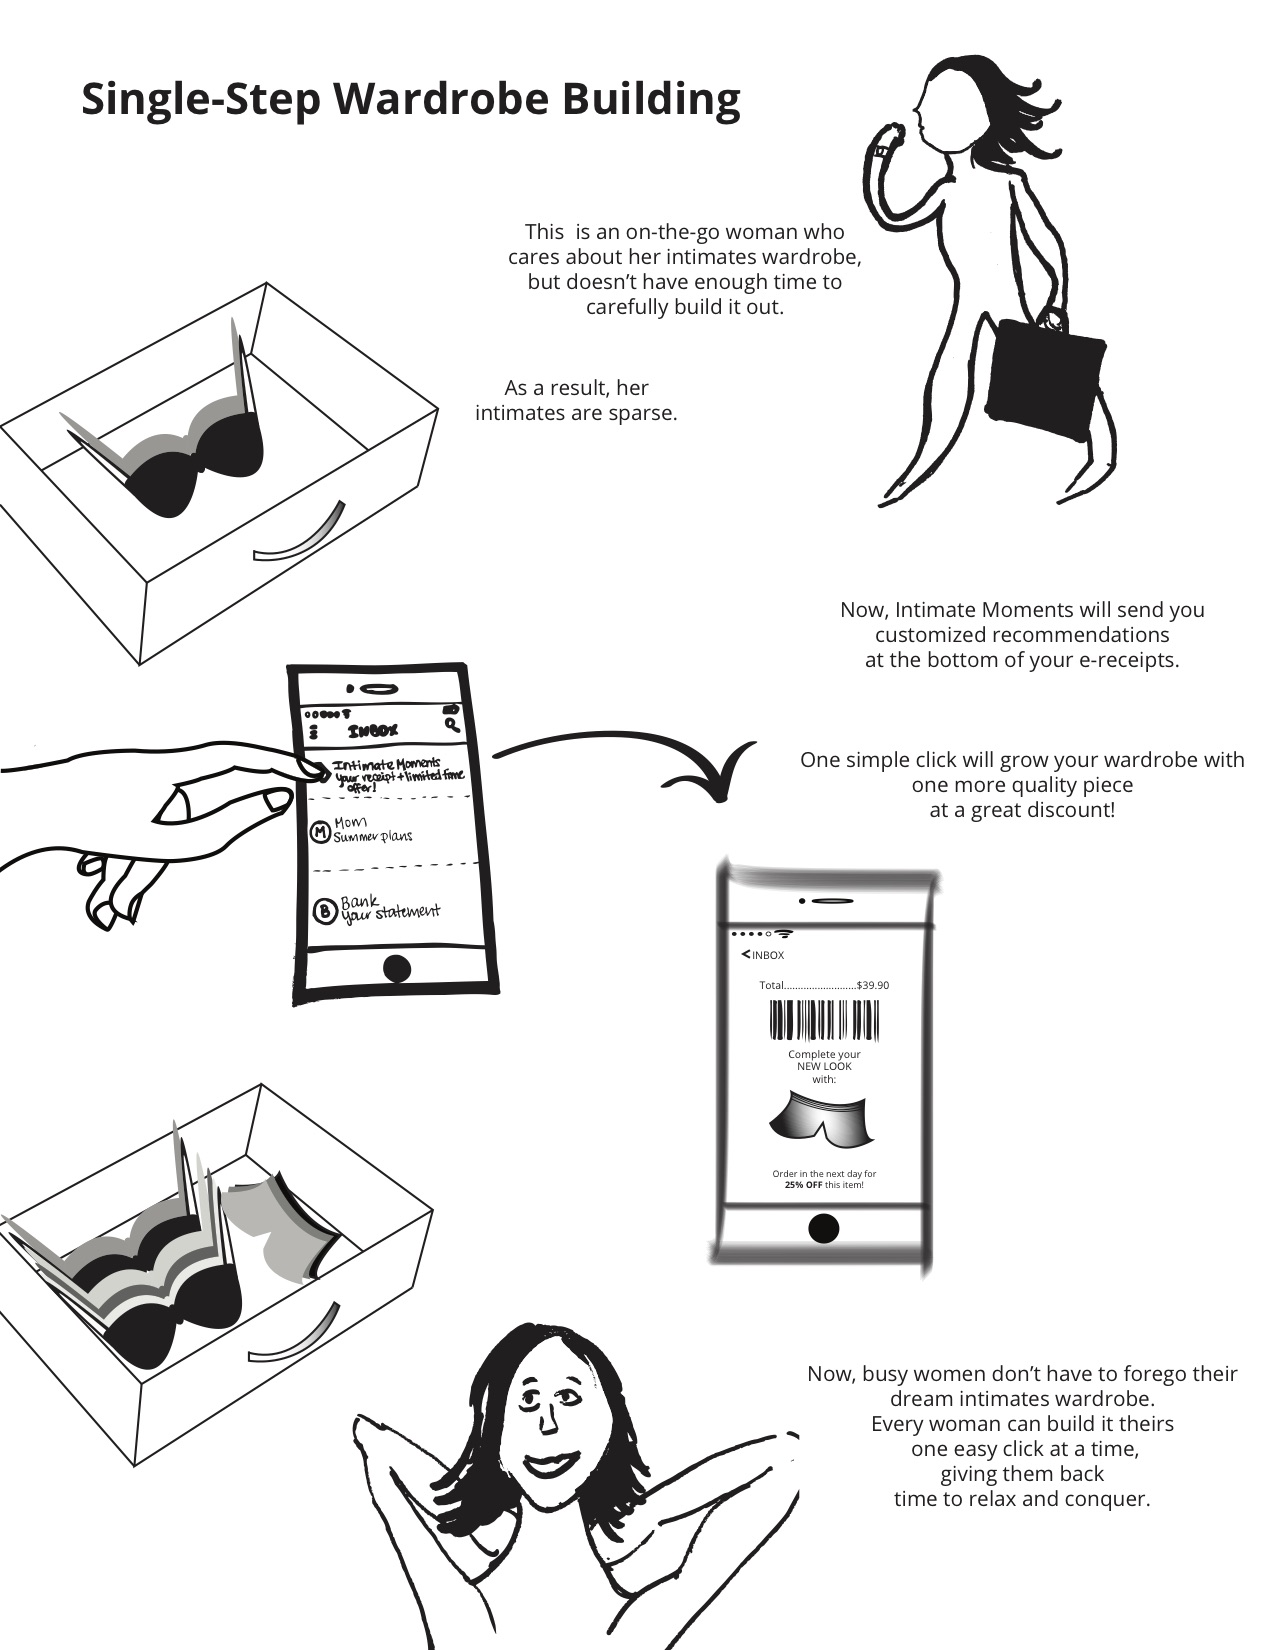 Single-Step Wardrobe Building
This  is an on-the-go woman who
cares about her intimates wardrobe,
but doesn’t have enough time to
carefully build it out.
As a result, her
intimates are sparse.
Now, Intimate Moments will send you
customized recommendations
at the bottom of your e-receipts.
INBOX
Intimate Moments
your receipt + limited time
offer!
M
Mom
Summer plans
B
Bank
your statement
One simple click will grow your wardrobe with
one more quality piece
at a great discount!
< INBOX
Total..........................$39.90
Complete your
NEW LOOK
with:
Order in the next day for
25% OFF this item!
Now, busy women don’t have to forego their
dream intimates wardrobe.
Every woman can build it theirs
one easy click at a time,
giving them back
time to relax and conquer.